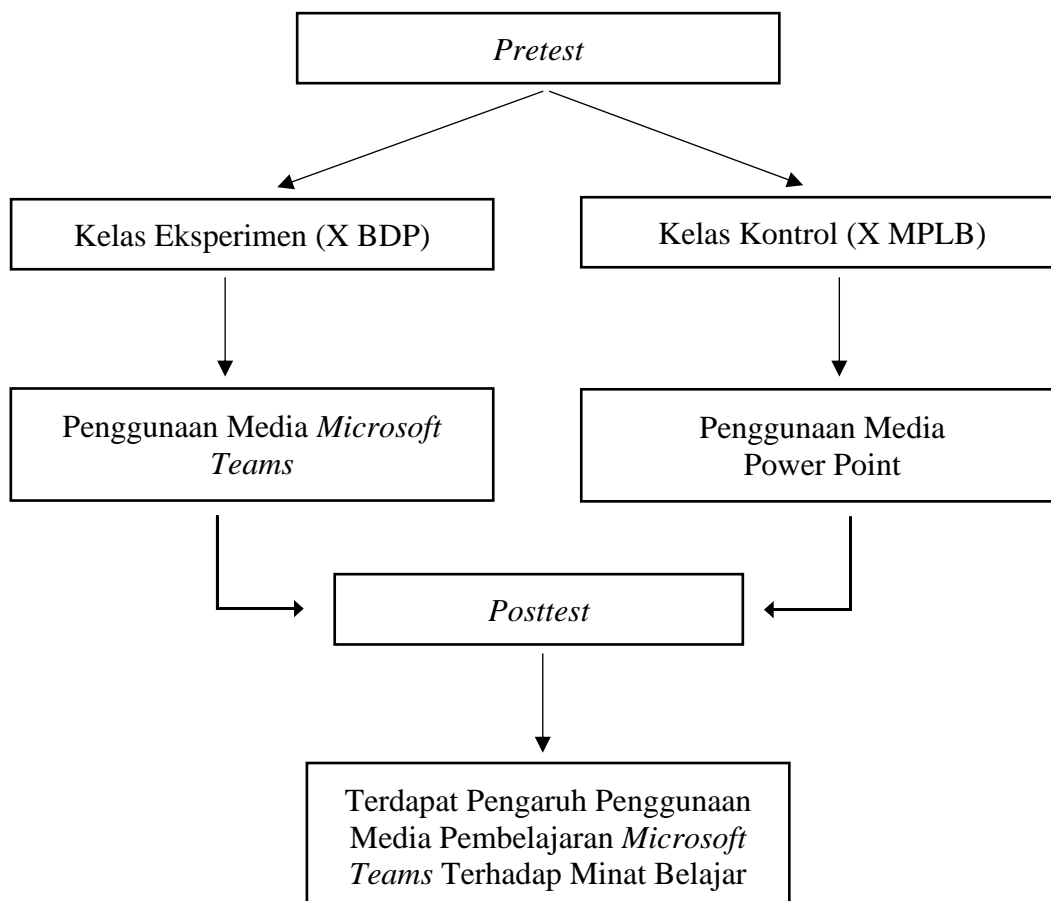 Pretest
Kelas Eksperimen (X BDP)
Kelas Kontrol (X MPLB)
Penggunaan Media Microsoft
Teams
Penggunaan Media
Power Point
Posttest
Terdapat Pengaruh Penggunaan
Media Pembelajaran Microsoft
Teams Terhadap Minat Belajar